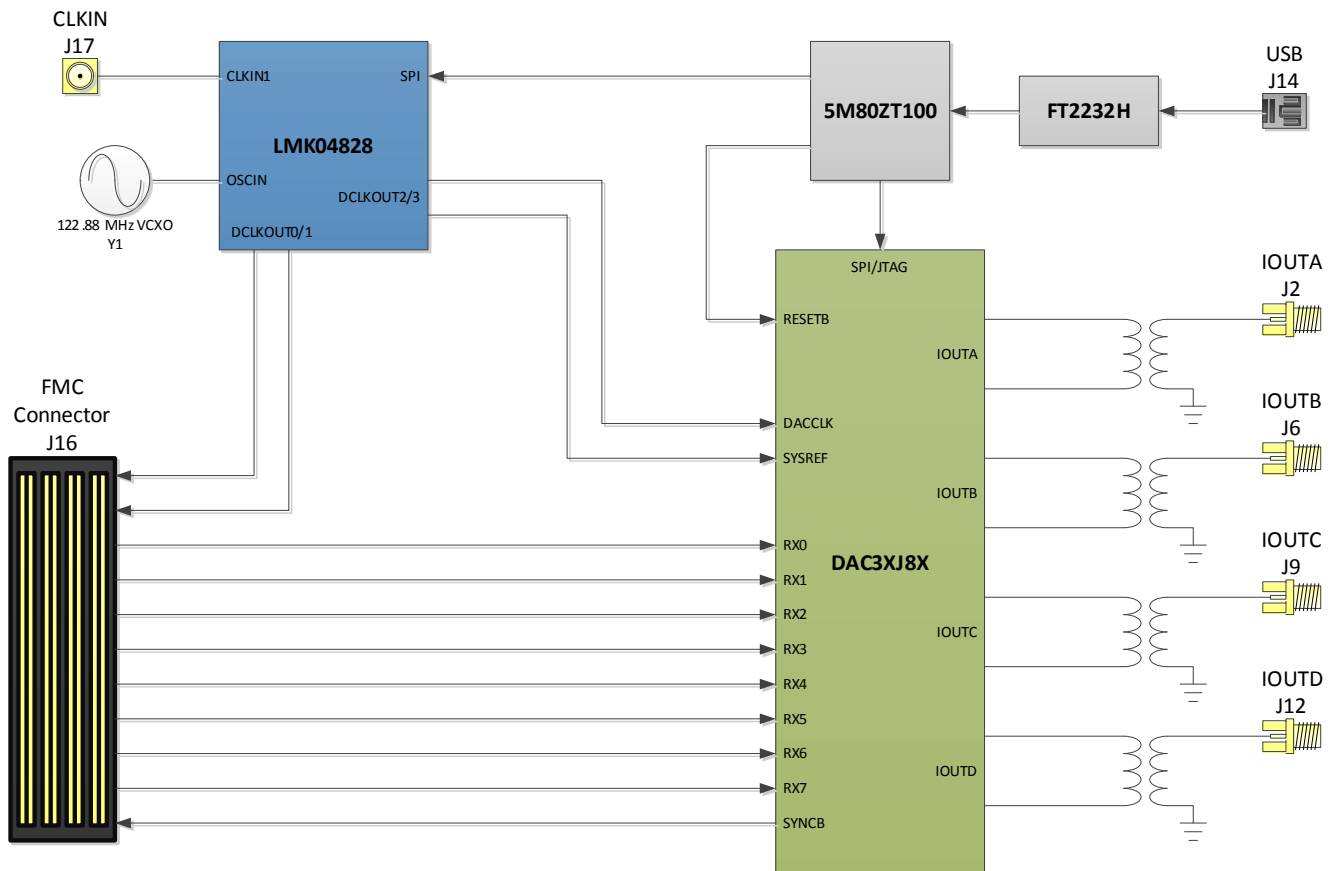 CLKIN
J17
CLKIN1
SPI
LMK04828
OSCIN
DCLKOUT2/3
DCLKOUT0/1
122.88 MHz VCXO
Y1
5M80ZT100
FT2232H
USB
J14
SPI/JTAG
RESETB
IOUTA
IOUTA
J2
FMC
Connector
J16
DACCLK
SYSREF
IOUTB
IOUTB
J6
RX0
RX1
DAC3XJ8X
RX2
RX3
IOUTC
IOUTC
J9
RX4
RX5
RX6
RX7
IOUTD
IOUTD
J12
SYNCB